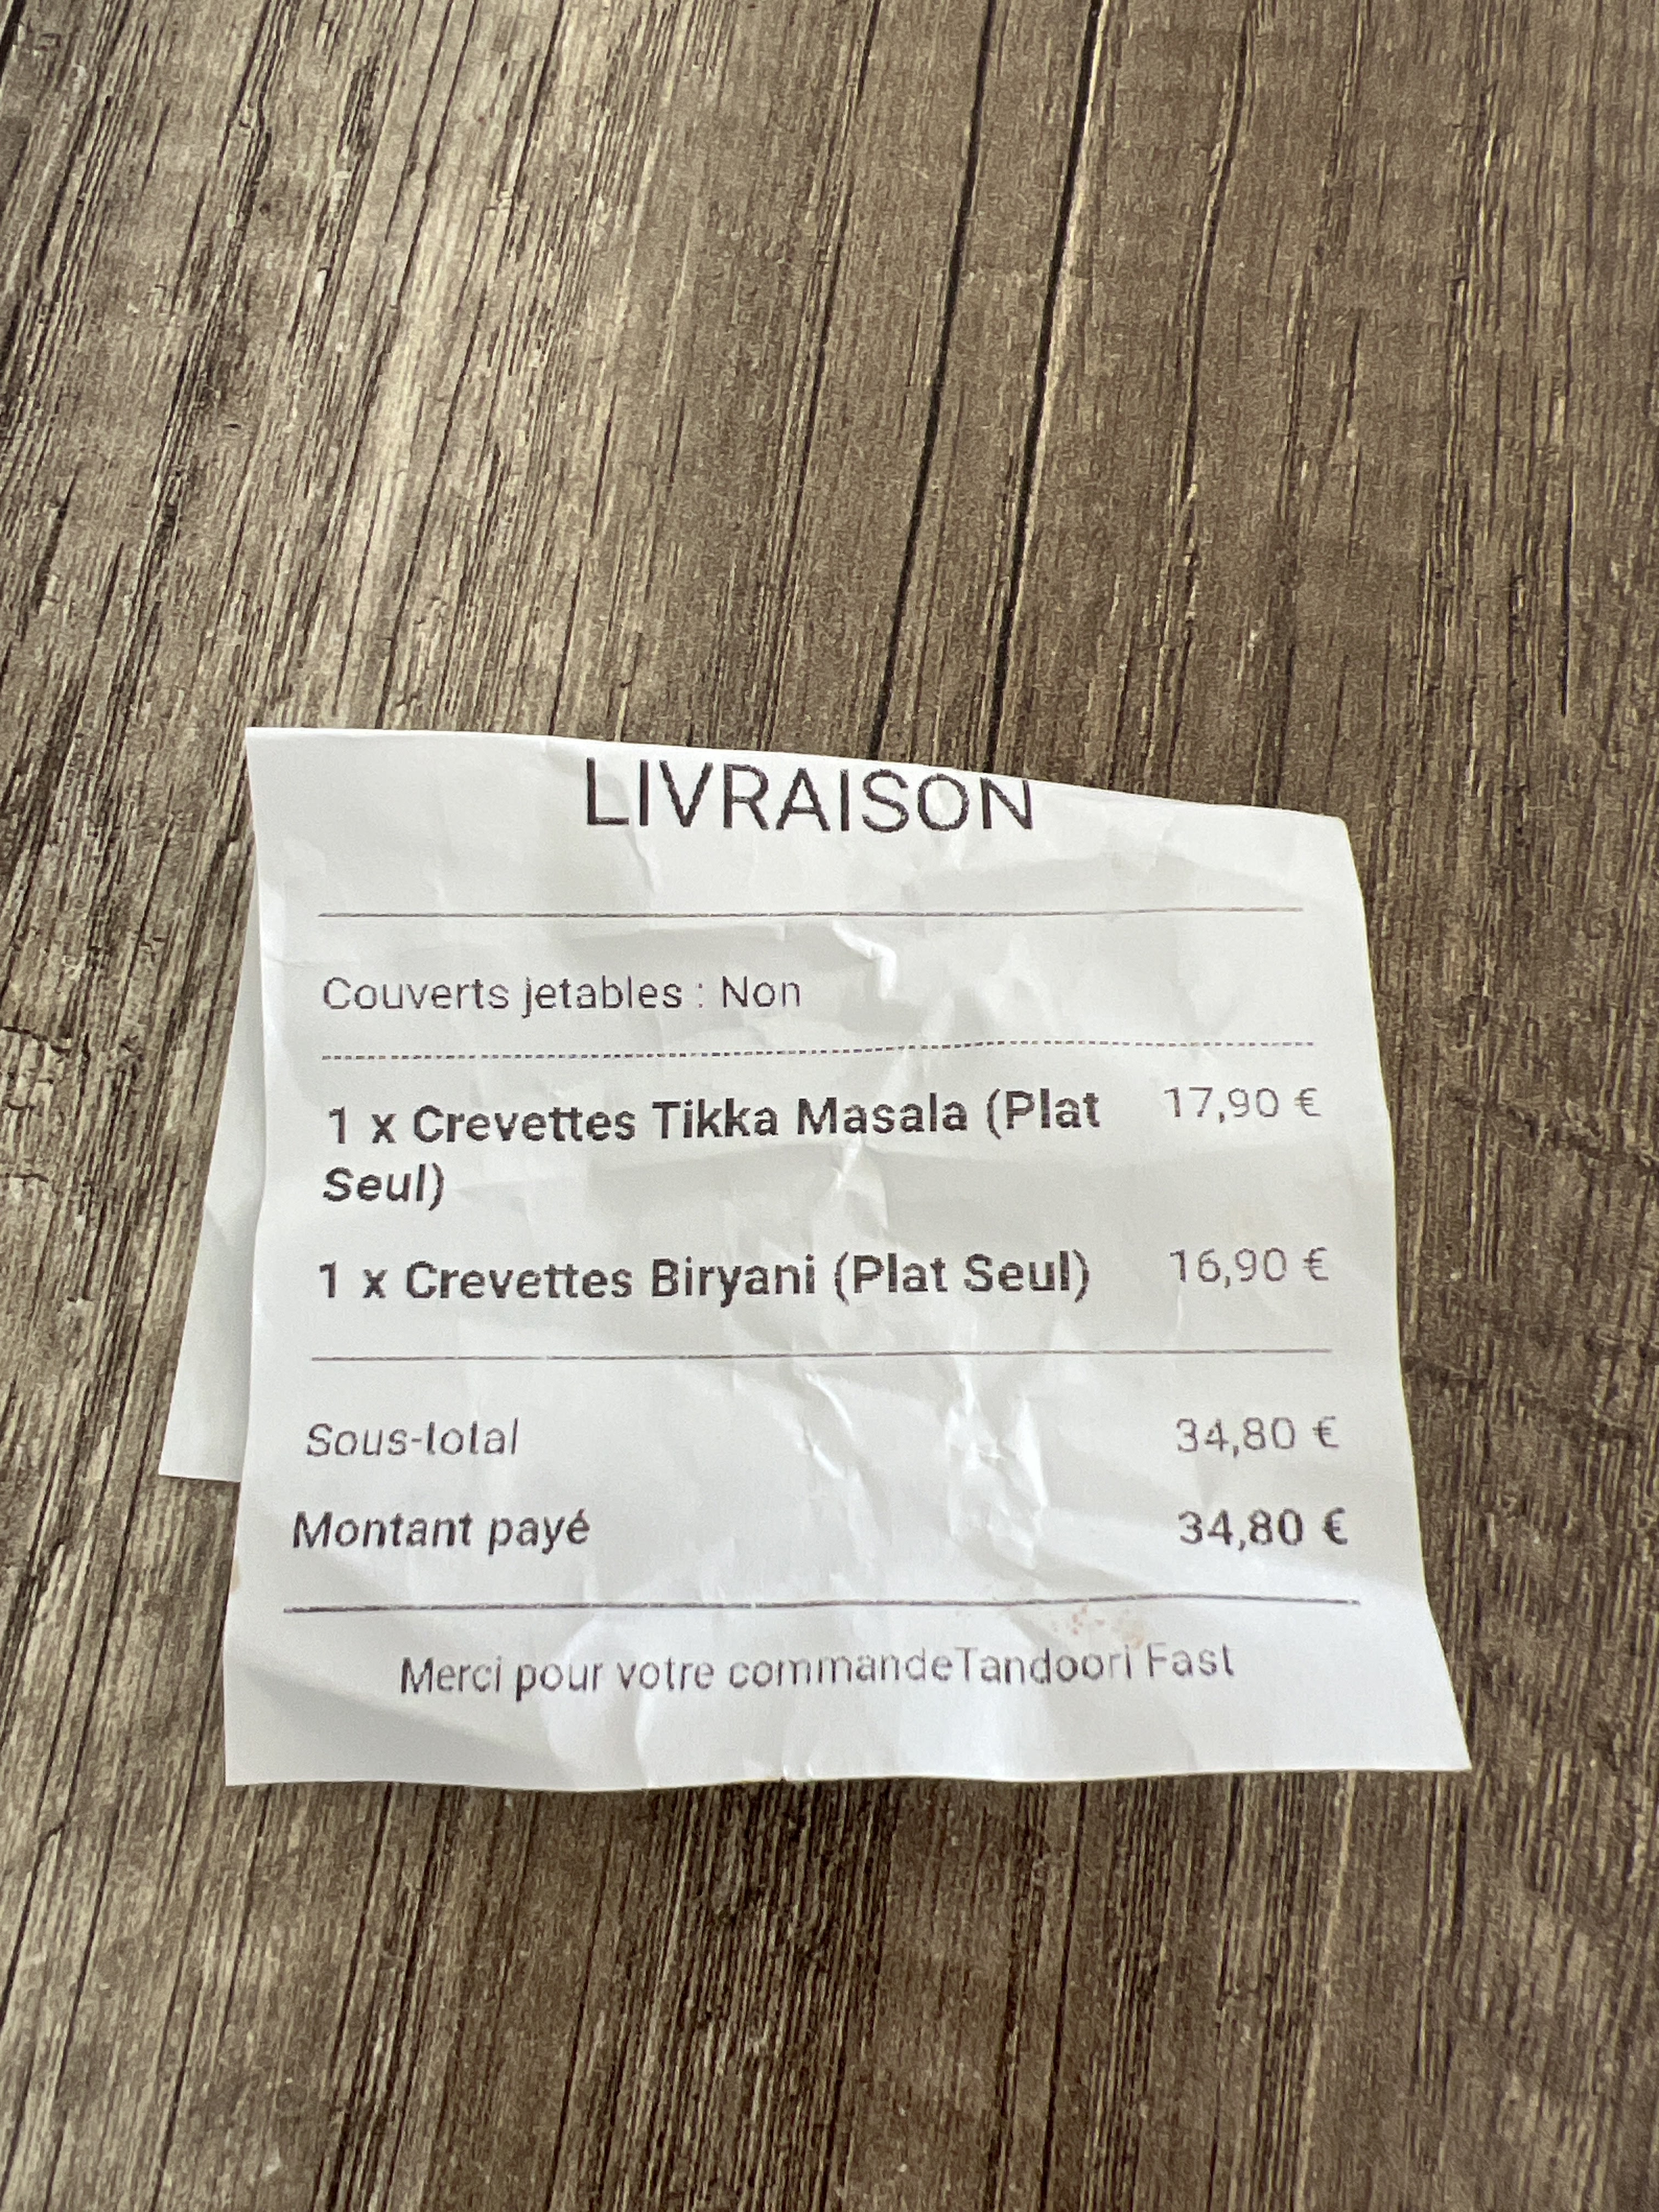 LIVRAISON
Couverts jetables : Non
1 x Crevettes Tikka Masala (Plat 17,90 €
Seul)
1 x Crevettes Biryani (Plat Seul) 16,90 €
Sous-total 34,80 €
Montant payé 34,80 €
Merci pour votre commandeTandoori Fast